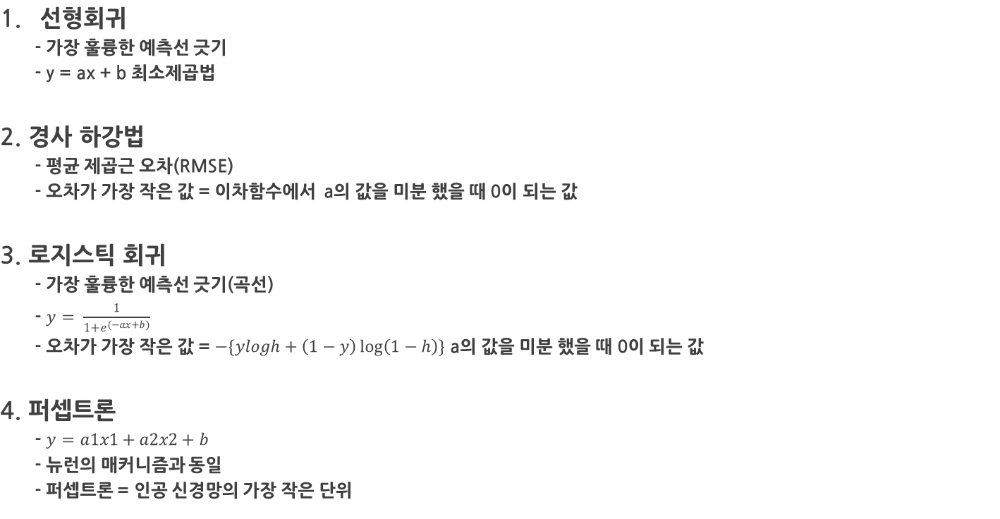 1. 선형회귀
- 가장 훌륭한 예측선 긋기
- y = ax + b 최소제곱법
2. 경사 하강법
- 평균 제곱근 오차(RMSE)
- 오차가 가장 작은 값 = 이차함수에서 a의 값을 미분 했을 때 0이 되는 값
3. 로지스틱 회귀
- 가장 훌륭한 예측선 긋기(곡선)
- y = 1/(1+e^(−ax+b))
- 오차가 가장 작은 값 = −{ylogh + (1 − y) log(1 − h)} a의 값을 미분 했을 때 0이 되는 값
4. 퍼셉트론
- y = a1x1 + a2x2 + b
- 뉴런의 매커니즘과 동일
- 퍼셉트론 = 인공 신경망의 가장 작은 단위